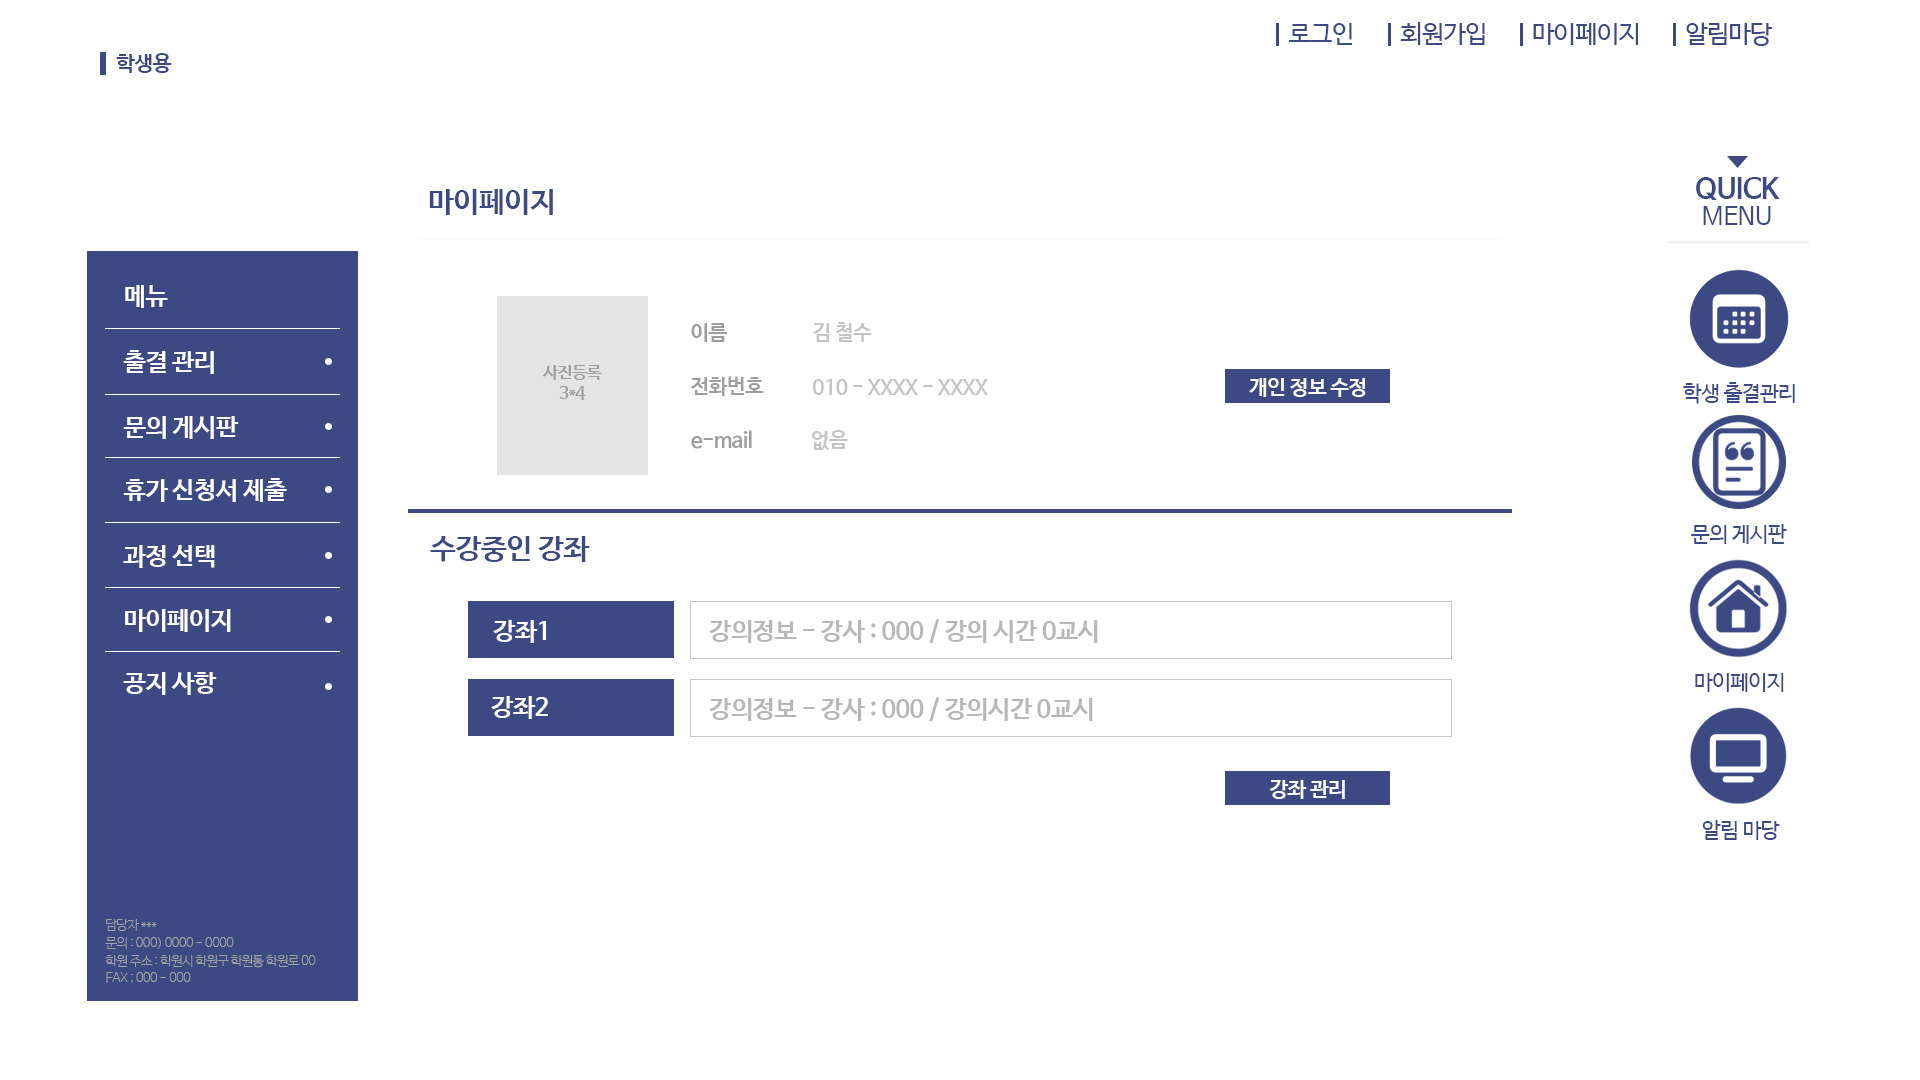 로그인 회원가입 마이페이지 알림마당
학생용
마이페이지
QUICK
MENU
메뉴
출결 관리
문의 게시판
휴가 신청서 제출
과정 선택
마이페이지
공지 사항
담당자 ***
문의 : 000) 0000 - 0000
학원 주소 : 학원시 학원구 학원동 학원로 00
FAX ; 000 - 000
사진등록
3*4
이름 김 철수
전화번호 010 - XXXX - XXXX
e-mail 없음
개인 정보 수정
수강중인 강좌
강좌1 강의정보 - 강사 : 000 / 강의 시간 0교시
강좌2 강의정보 - 강사 : 000 / 강의시간 0교시
강좌 관리
학생 출결관리
문의 게시판
마이페이지
알림 마당